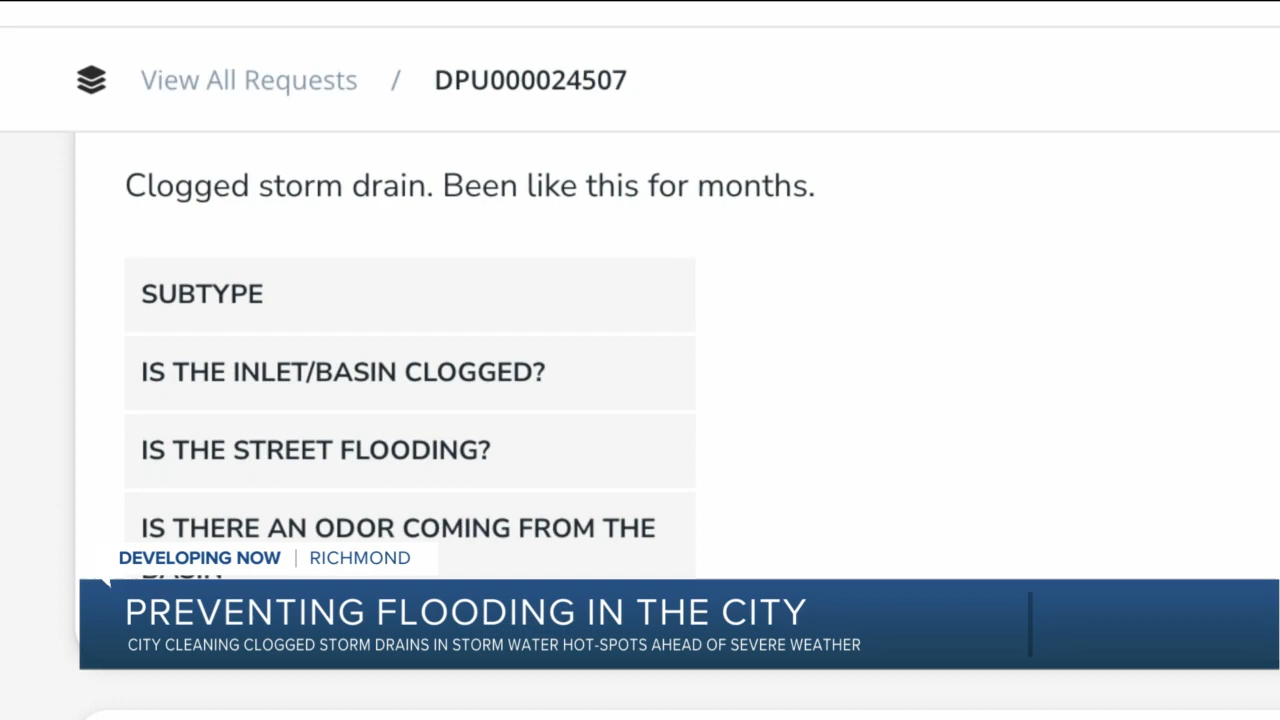 View All Requests / DPU000024507
Clogged storm drain. Been like this for months.
SUBTYPE
IS THE INLET/BASIN CLOGGED?
IS THE STREET FLOODING?
IS THERE AN ODOR COMING FROM THE
BASIN
DEVELOPING NOW | RICHMOND
PREVENTING FLOODING IN THE CITY
CITY CLEANING CLOGGED STORM DRAINS IN STORM WATER HOT-SPOTS AHEAD OF SEVERE WEATHER